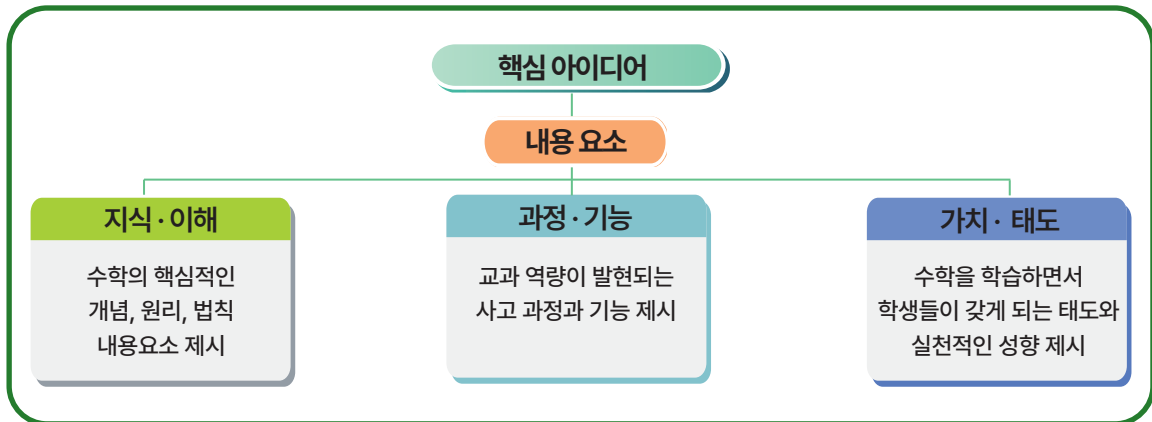 핵심 아이디어
내용 요소
지식 · 이해
수학의 핵심적인
개념, 원리, 법칙
내용요소 제시
과정 · 기능
교과 역량이 발현되는
사고 과정과 기능 제시
가치 · 태도
수학을 학습하면서
학생들이 갖게 되는 태도와
실천적인 성향 제시